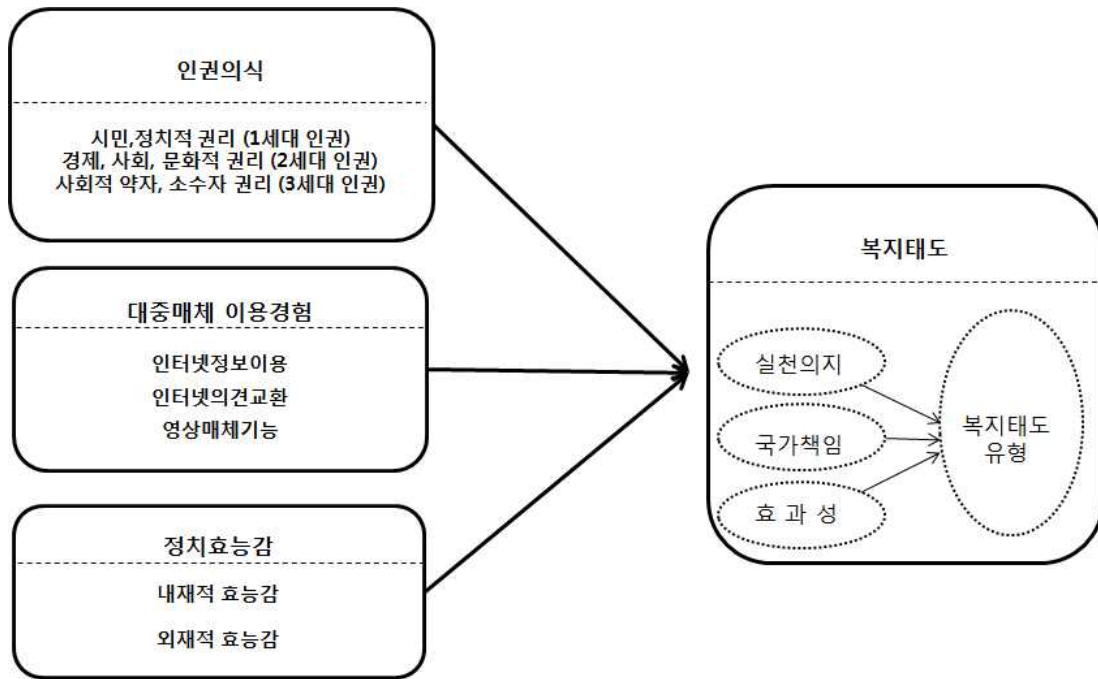 인권의식
시민,정치적 권리 (1세대 인권)
경제, 사회, 문화적 권리 (2세대 인권)
사회적 약자, 소수자 권리 (3세대 인권)
대중매체 이용경험
인터넷정보이용
인터넷의견교환
영상매체기능
정치효능감
내재적 효능감
외재적 효능감
복지태도
실천의지
국가책임
효 과 성
복지태도
유형